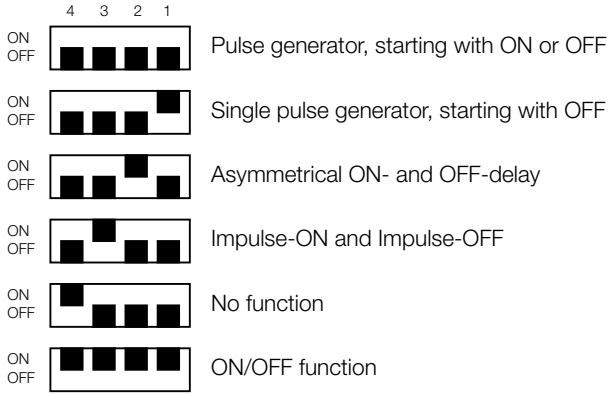 4 3 2 1
ON
OFF
Pulse generator, starting with ON or OFF
ON
OFF
Single pulse generator, starting with OFF
ON
OFF
Asymmetrical ON- and OFF-delay
ON
OFF
Impulse-ON and Impulse-OFF
ON
OFF
No function
ON
OFF
ON/OFF function